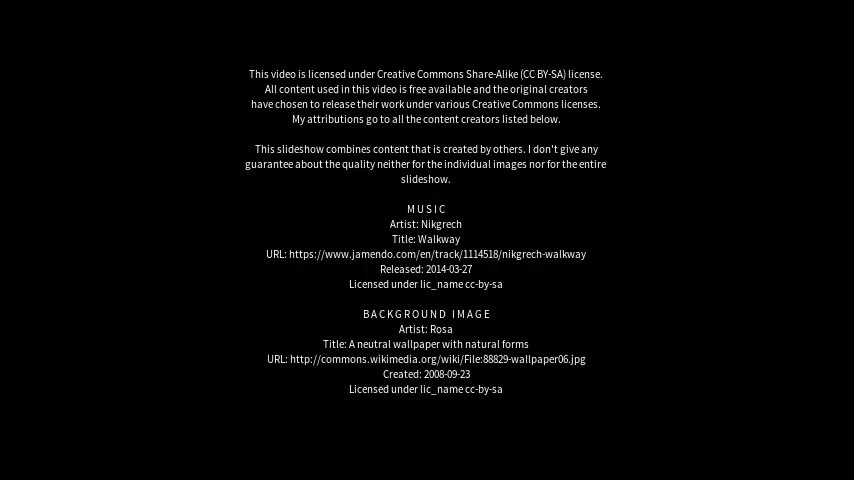 This video is licensed under Creative Commons Share-Alike (CC BY-SA) license.
All content used in this video is free available and the original creators
have chosen to release their work under various Creative Commons licenses.
My attributions go to all the content creators listed below.
This slideshow combines content that is created by others. I don't give any
guarantee about the quality neither for the individual images nor for the entire
slideshow.
MUSIC
Artist: Nikgrech
Title: Walkway
URL: https://www.jamendo.com/en/track/1114518/nikgrech-walkway
Released: 2014-03-27
Licensed under lic_name cc-by-sa
BACKGROUND IMAGE
Artist: Rosa
Title: A neutral wallpaper with natural forms
URL: http://commons.wikimedia.org/wiki/File:88829-wallpaper06.jpg
Created: 2008-09-23
Licensed under lic_name cc-by-sa